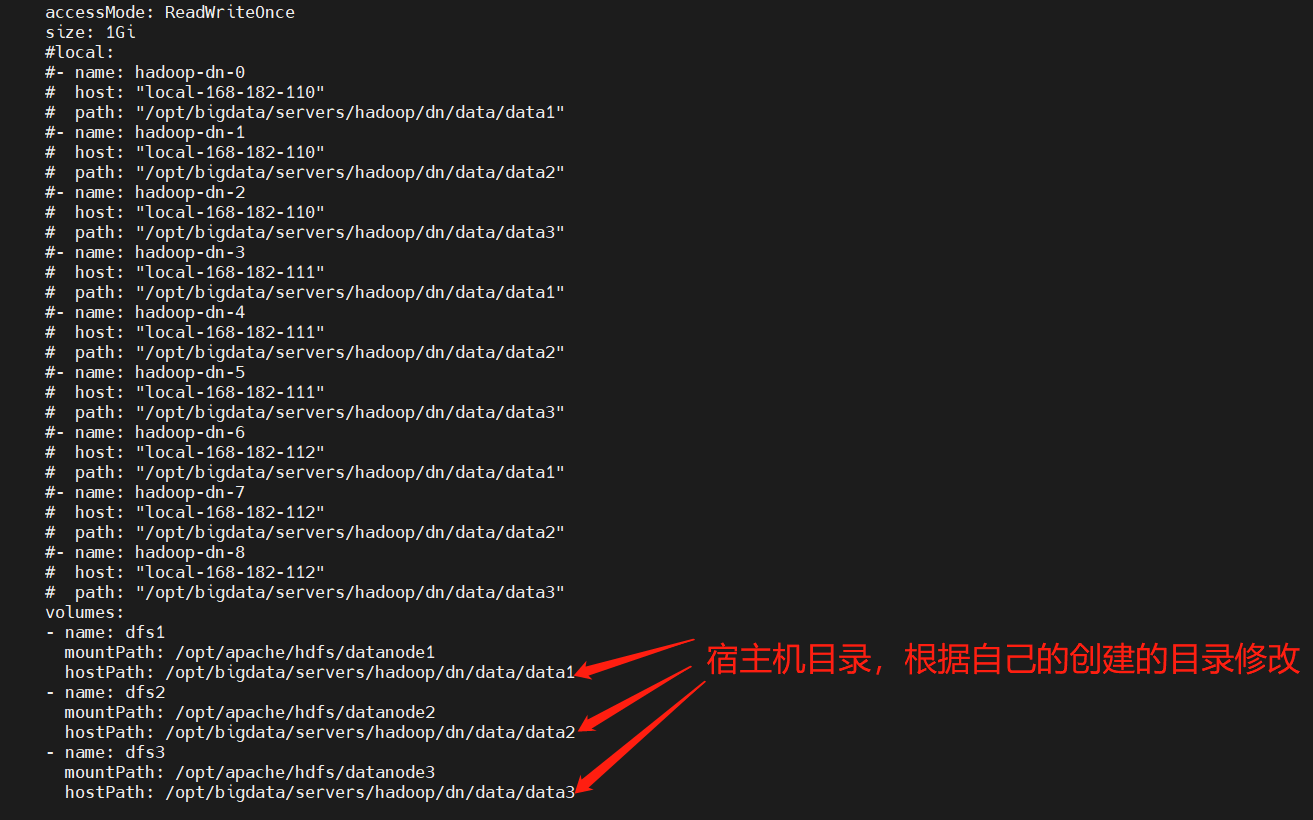 accessMode: ReadWriteOnce
size: 1Gi
#local:
#- name: hadoop-dn-0
#  host: "local-168-182-110"
#  path: "/opt/bigdata/servers/hadoop/dn/data/data1"
#- name: hadoop-dn-1
#  host: "local-168-182-110"
#  path: "/opt/bigdata/servers/hadoop/dn/data/data2"
#- name: hadoop-dn-2
#  host: "local-168-182-110"
#  path: "/opt/bigdata/servers/hadoop/dn/data/data3"
#- name: hadoop-dn-3
#  host: "local-168-182-111"
#  path: "/opt/bigdata/servers/hadoop/dn/data/data1"
#- name: hadoop-dn-4
#  host: "local-168-182-111"
#  path: "/opt/bigdata/servers/hadoop/dn/data/data2"
#- name: hadoop-dn-5
#  host: "local-168-182-111"
#  path: "/opt/bigdata/servers/hadoop/dn/data/data3"
#- name: hadoop-dn-6
#  host: "local-168-182-112"
#  path: "/opt/bigdata/servers/hadoop/dn/data/data1"
#- name: hadoop-dn-7
#  host: "local-168-182-112"
#  path: "/opt/bigdata/servers/hadoop/dn/data/data2"
#- name: hadoop-dn-8
#  host: "local-168-182-112"
#  path: "/opt/bigdata/servers/hadoop/dn/data/data3"
volumes:
- name: dfs1
  mountPath: /opt/apache/hdfs/datanode1
  hostPath: /opt/bigdata/servers/hadoop/dn/data/data1
- name: dfs2
  mountPath: /opt/apache/hdfs/datanode2
  hostPath: /opt/bigdata/servers/hadoop/dn/data/data2
- name: dfs3
  mountPath: /opt/apache/hdfs/datanode3
  hostPath: /opt/bigdata/servers/hadoop/dn/data/data3
宿主机目录，根据自己的创建的目录修改